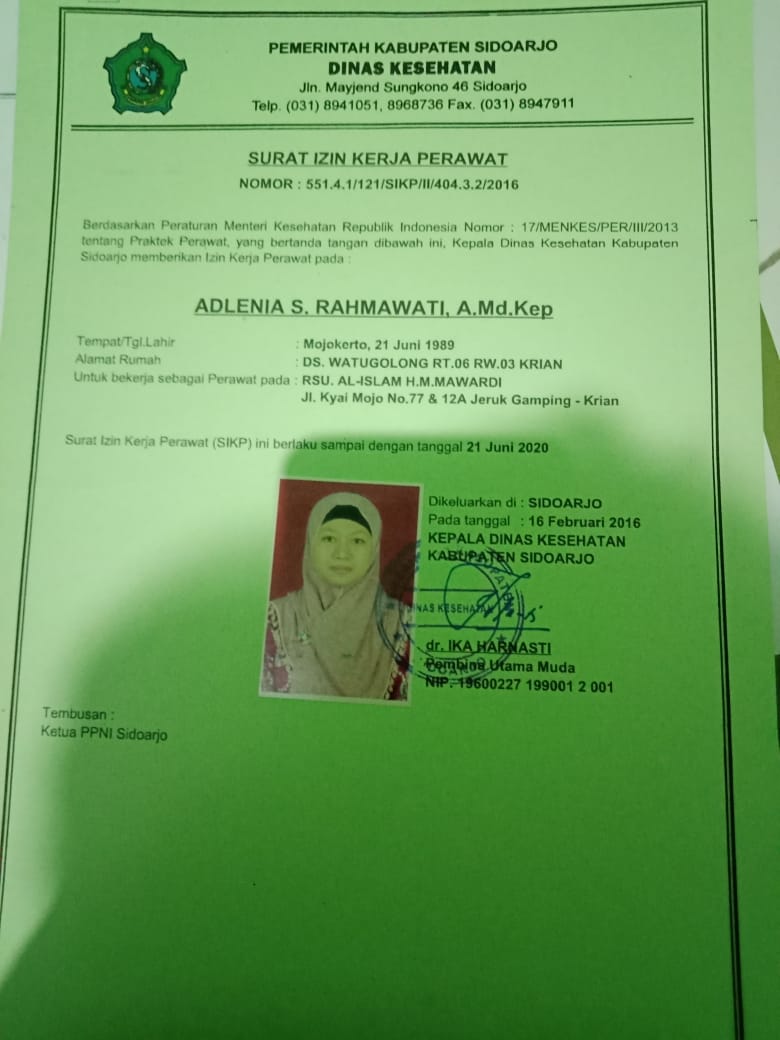 PEMERINTAH KABUPATEN SIDOARJO
DINAS KESEHATAN
Jln. Mayjend Sungkono 46 Sidoarjo
Telp. (031) 8941051, 8968736 Fax. (031) 8947911
SURAT IZIN KERJA PERAWAT
NOMOR : 551.4.1/121/SIKP/II/404.3.2/2016
Berdasarkan Peraturan Menteri Kesehatan Republik Indonesia Nomor : 17/MENKES/PER/III/2013
tentang Praktek Perawat, yang bertanda tangan dibawah ini, Kepala Dinas Kesehatan Kabupaten
Sidoarjo memberikan Izin Kerja Perawat pada :
ADLENIA S. RAHMAWATI, A.Md.Kep
Tempat/Tgl.Lahir : Mojokerto, 21 Juni 1989
Alamat Rumah : DS. WATUGOLONG RT.06 RW.03 KRIAN
Untuk bekerja sebagai Perawat pada : RSU. AL-ISLAM H.M.MAWARDI
Jl. Kyai Mojo No.77 & 12A Jeruk Gamping - Krian
Surat Izin Kerja Perawat (SIKP) ini berlaku sampai dengan tanggal 21 Juni 2020
Dikeluarkan di : SIDOARJO
Pada tanggal : 16 Februari 2016
KEPALA DINAS KESEHATAN
KABUPATEN SIDOARJO
DINAS KESEHATAN
dr. IKA HARNASTI
Pembina Utama Muda
NIP. 19600227 199001 2 001
Tembusan :
Ketua PPNI Sidoarjo